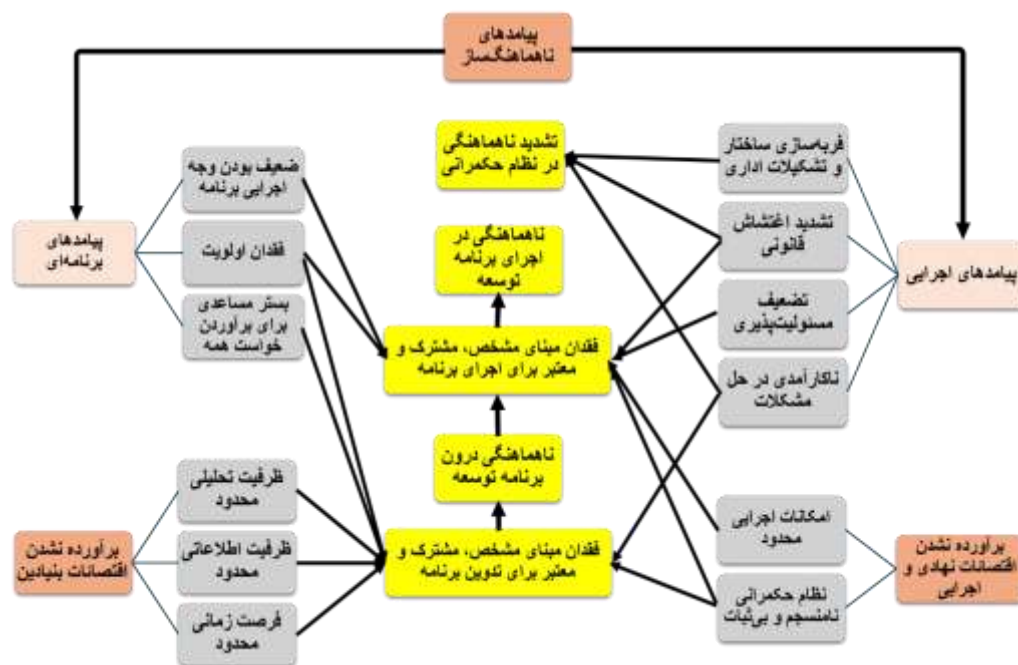 پیامدهای
ناهماهنگ‌ساز
فربه‌سازی ساختار
و تشکیلات اداری
تشدید ناهماهنگی
در نظام حکمرانی
ضعیف بودن وجه
اجرایی برنامه
تشدید اغتشاش
قانونی
ناهماهنگی در
اجرای برنامه
توسعه
فقدان اولویت
پیامدهای
برنامه‌ای
پیامدهای اجرایی
تضعیف
مسئولیت‌پذیری
بستر مساعدی
برای برآوردن
خواست همه
فقدان مبنای مشخص، مشترک و
معتبر برای اجرای برنامه
ناکارآمدی در حل
مشکلات
ناهماهنگی درون
برنامه توسعه
ظرفیت تحلیلی
محدود
امکانات اجرایی
محدود
برآورده نشدن
اقتضائات نهادی و
اجرایی
فقدان مبنای مشخص، مشترک و
معتبر برای تدوین برنامه
ظرفیت اطلاعاتی
محدود
برآورده نشدن
اقتضائات بنیادین
نظام حکمرانی
نامنسجم و بی‌ثبات
فرصت زمانی
محدود